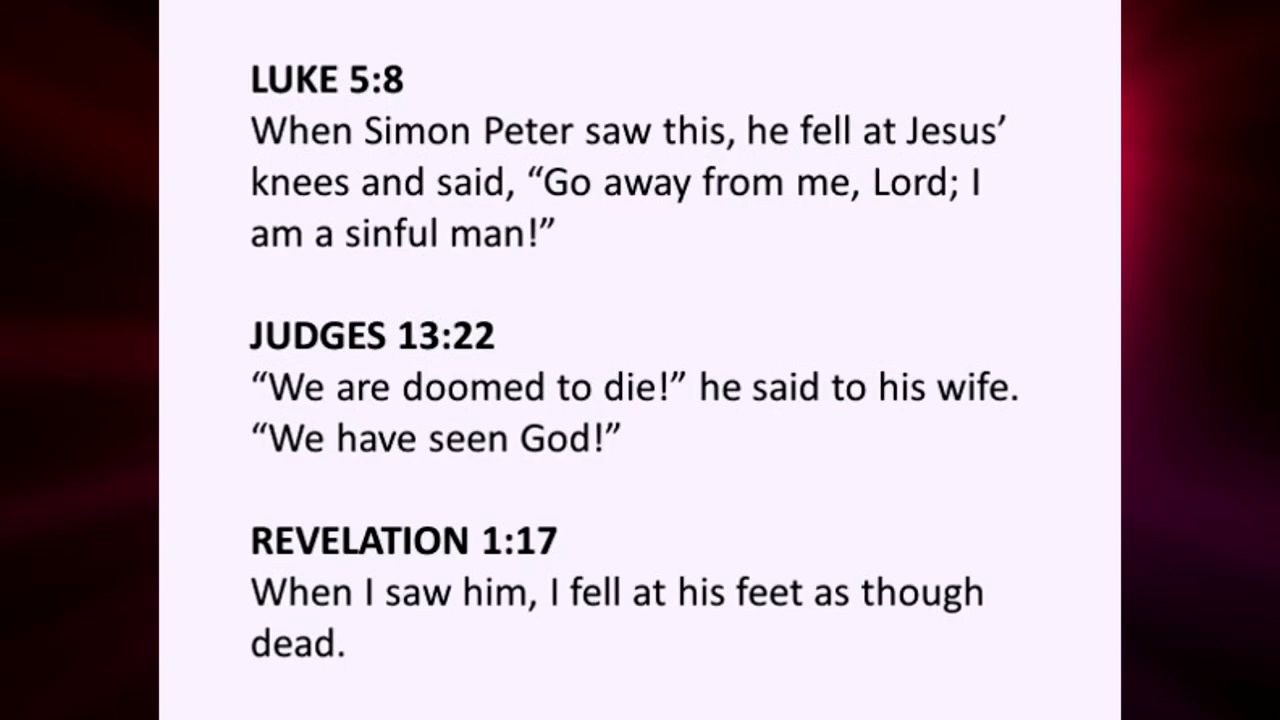 LUKE 5:8
When Simon Peter saw this, he fell at Jesus’
knees and said, “Go away from me, Lord; I
am a sinful man!”
JUDGES 13:22
“We are doomed to die!” he said to his wife.
“We have seen God!”
REVELATION 1:17
When I saw him, I fell at his feet as though
dead.